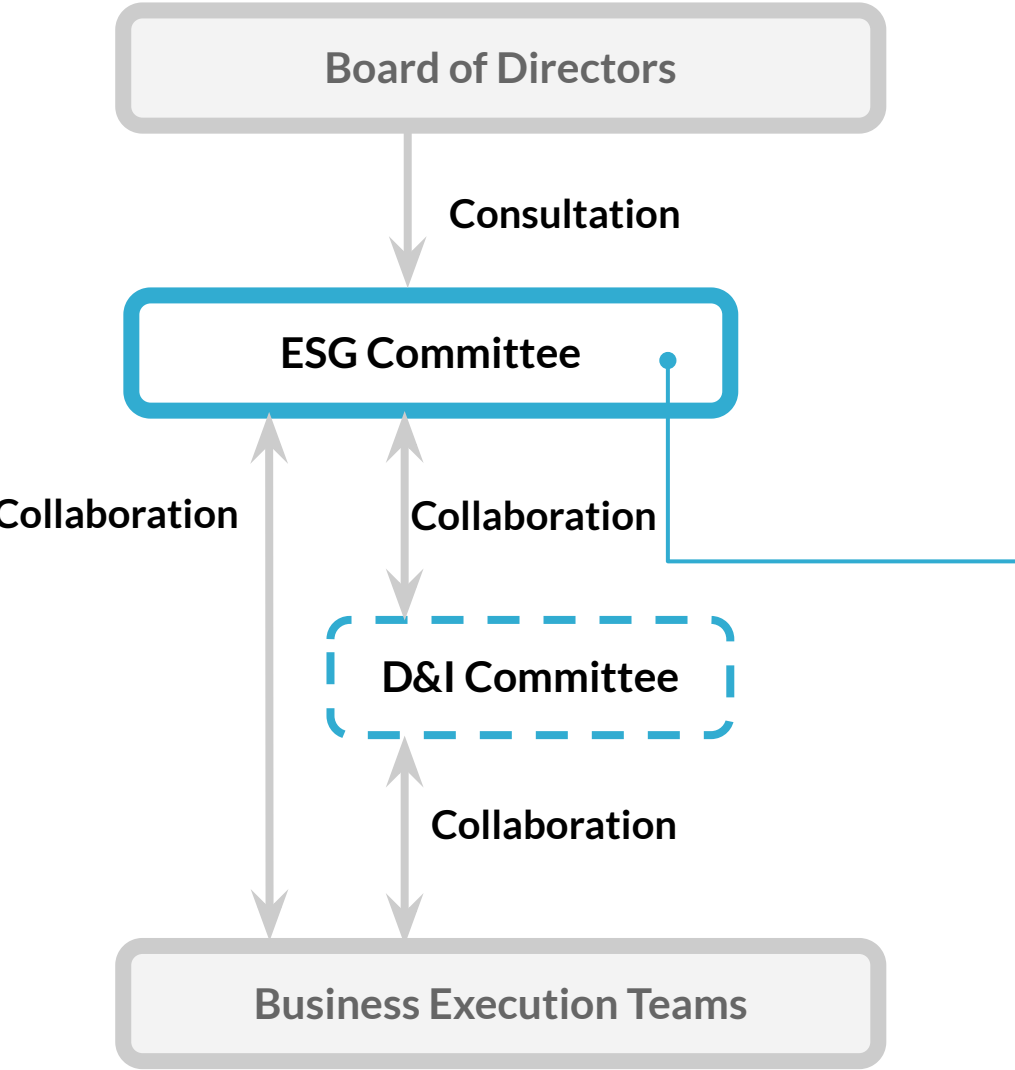 Board of Directors
Consultation
ESG Committee
Collaboration
Collaboration
D&I Committee
Collaboration
Business Execution Teams